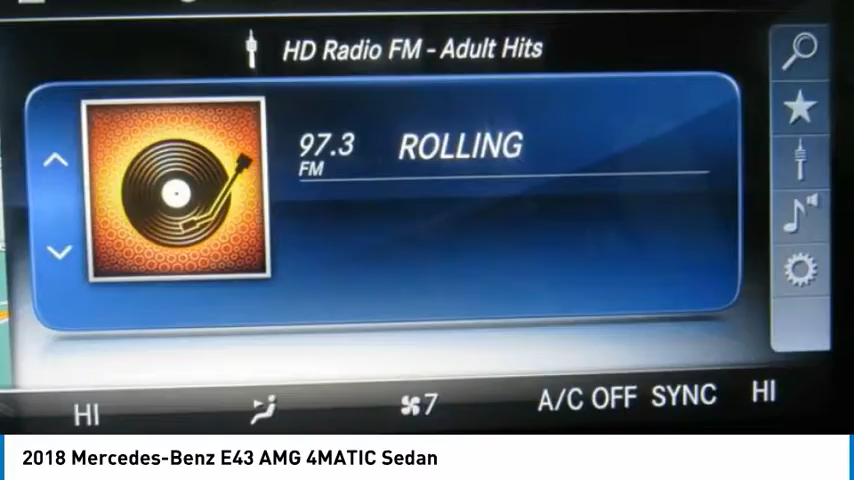 HD Radio FM - Adult Hits
97.3 ROLLING
FM
HI 7 A/C OFF SYNC HI
2018 Mercedes-Benz E43 AMG 4MATIC Sedan